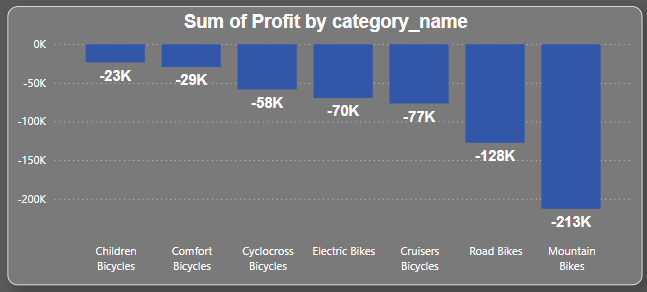 Sum of Profit by category_name
0K
-50K
-100K
-150K
-200K
-23K
-29K
-58K
-70K
-77K
-128K
-213K
Children
Bicycles
Comfort
Bicycles
Cyclocross
Bicycles
Electric Bikes
Cruisers
Bicycles
Road Bikes
Mountain
Bikes